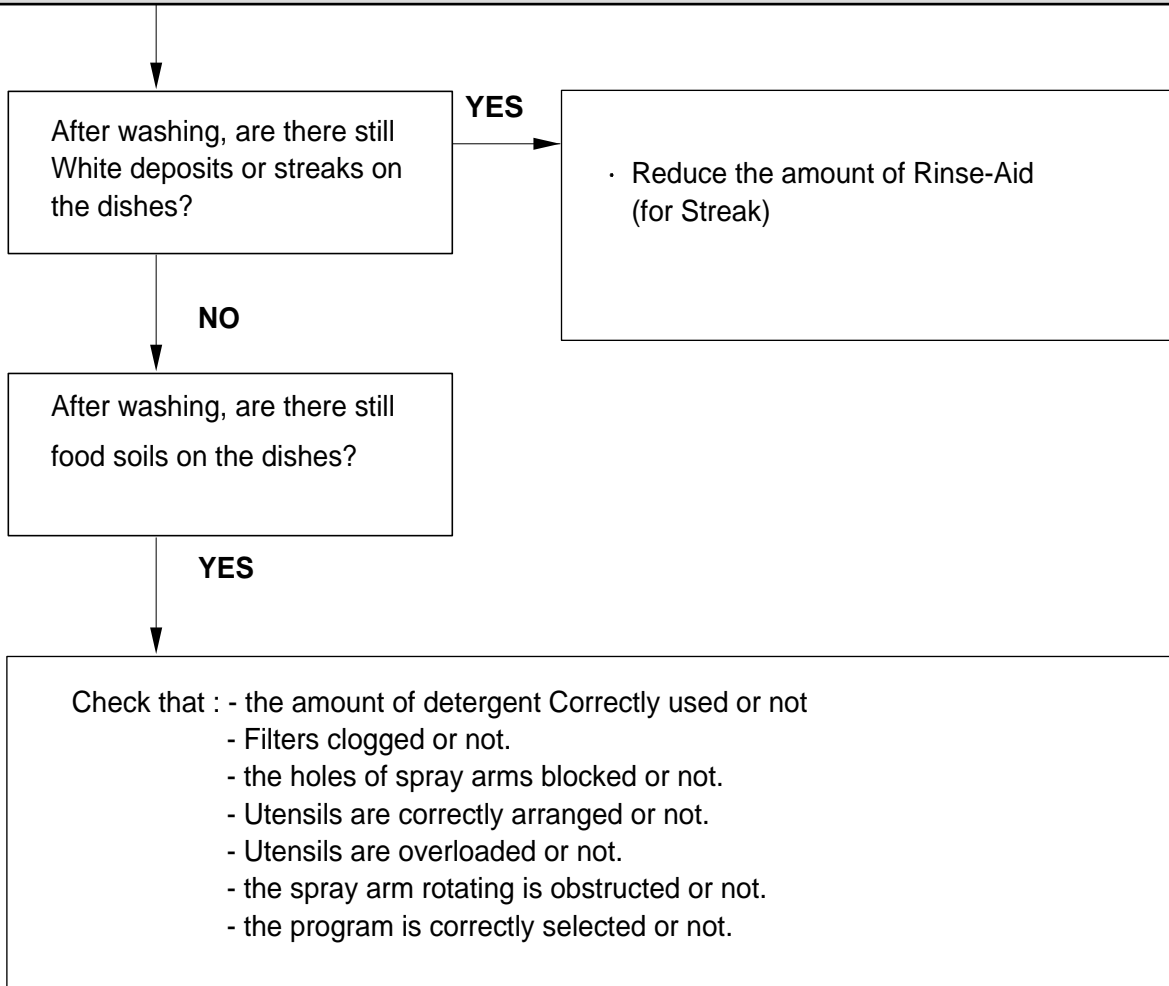 After washing, are there still
White deposits or streaks on
the dishes?
YES
· Reduce the amount of Rinse-Aid
(for Streak)
NO
After washing, are there still
food soils on the dishes?
YES
Check that : - the amount of detergent Correctly used or not
- Filters clogged or not.
- the holes of spray arms blocked or not.
- Utensils are correctly arranged or not.
- Utensils are overloaded or not.
- the spray arm rotating is obstructed or not.
- the program is correctly selected or not.